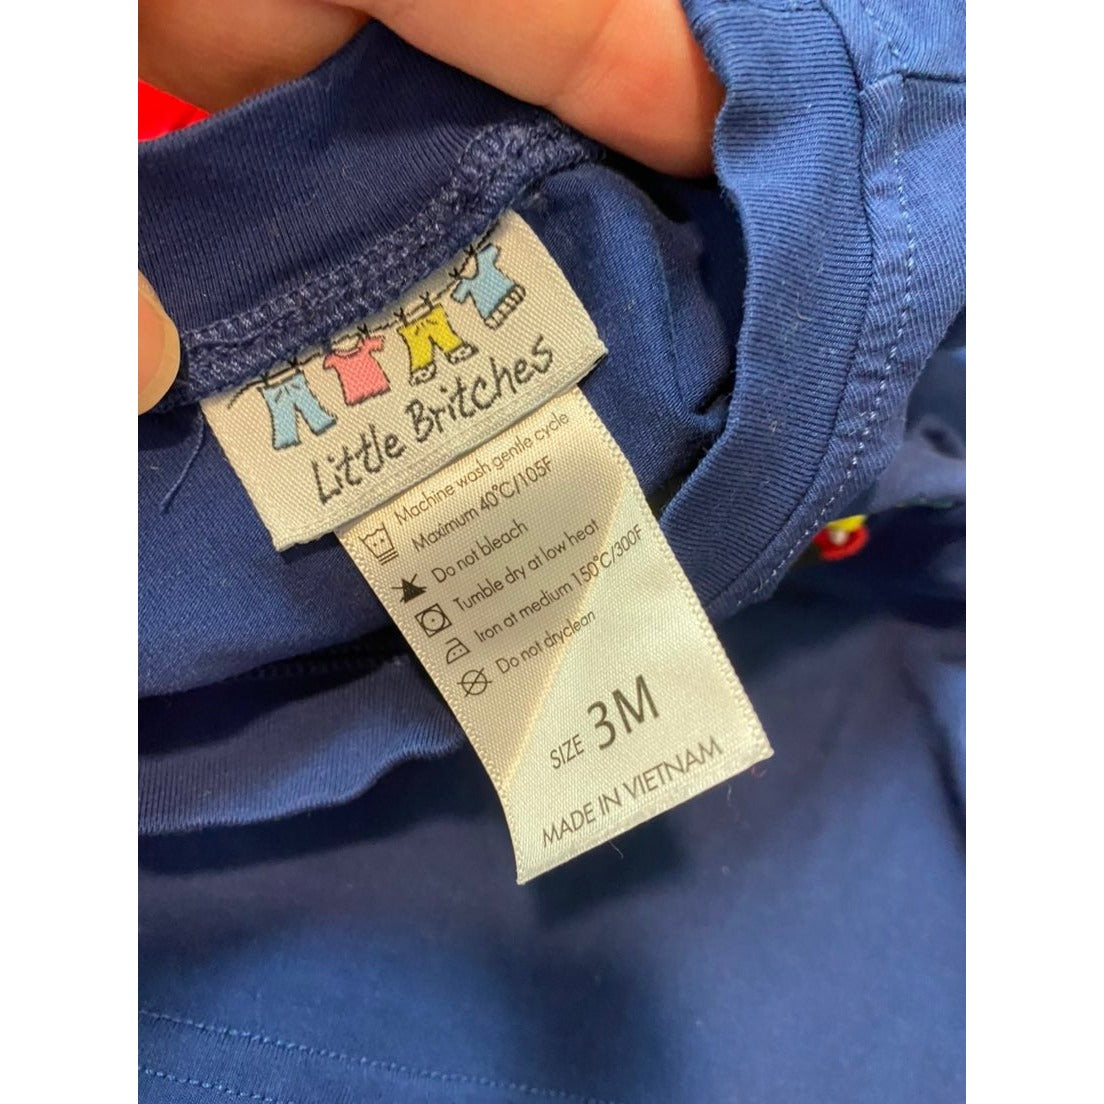 Little Britches
Machine wash gentle cycle
Maximum 40°C/105F
Do not bleach
Tumble dry at low heat
Iron at medium 150°C/300F
Do not dryclean
SIZE 3M
MADE IN VIETNAM